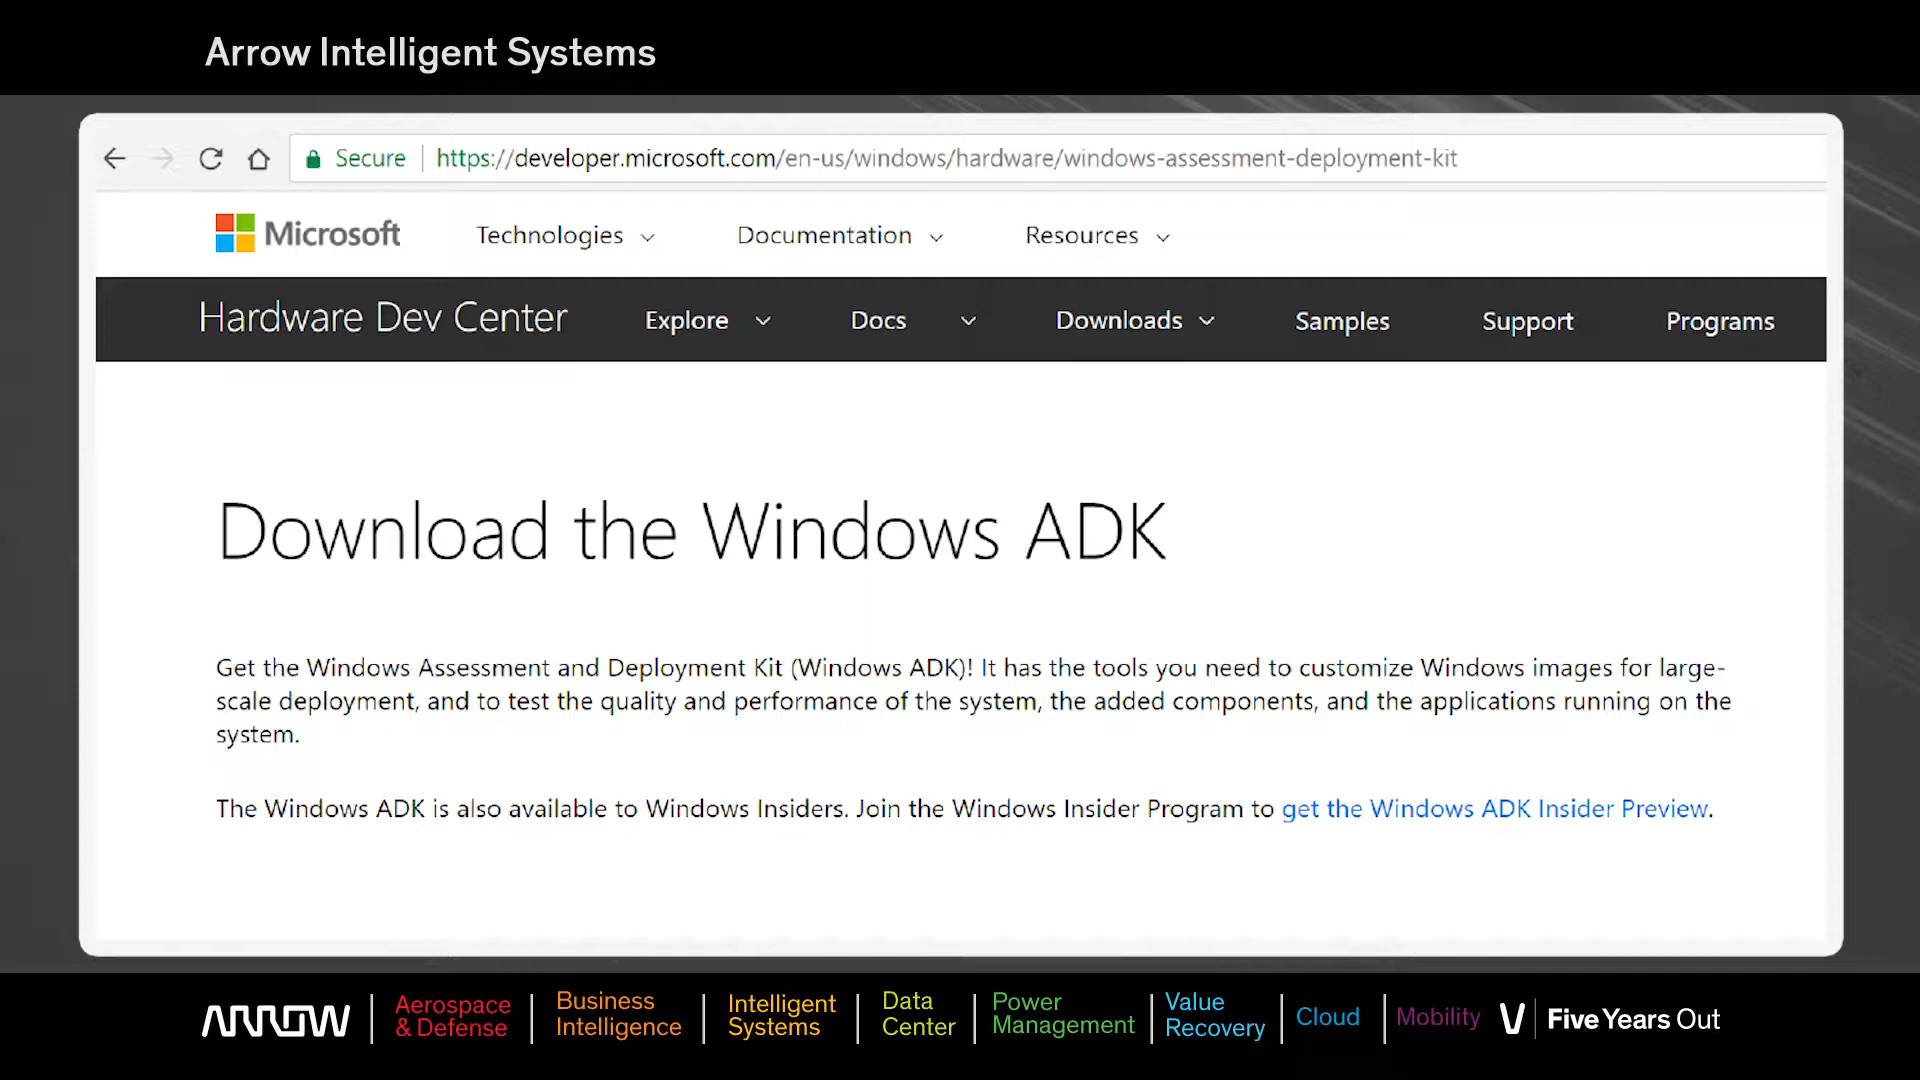 Arrow Intelligent Systems
Secure https://developer.microsoft.com/en-us/windows/hardware/windows-assessment-deployment-kit
Microsoft Technologies Documentation Resources
Hardware Dev Center Explore Docs Downloads Samples Support Programs
Download the Windows ADK
Get the Windows Assessment and Deployment Kit (Windows ADK)! It has the tools you need to customize Windows images for large-
scale deployment, and to test the quality and performance of the system, the added components, and the applications running on the
system.
The Windows ADK is also available to Windows Insiders. Join the Windows Insider Program to get the Windows ADK Insider Preview.
ARROW
Aerospace
& Defense
Business
Intelligence
Intelligent
Systems
Data
Center
Power
Management
Value
Recovery
Cloud
Mobility
Five Years Out